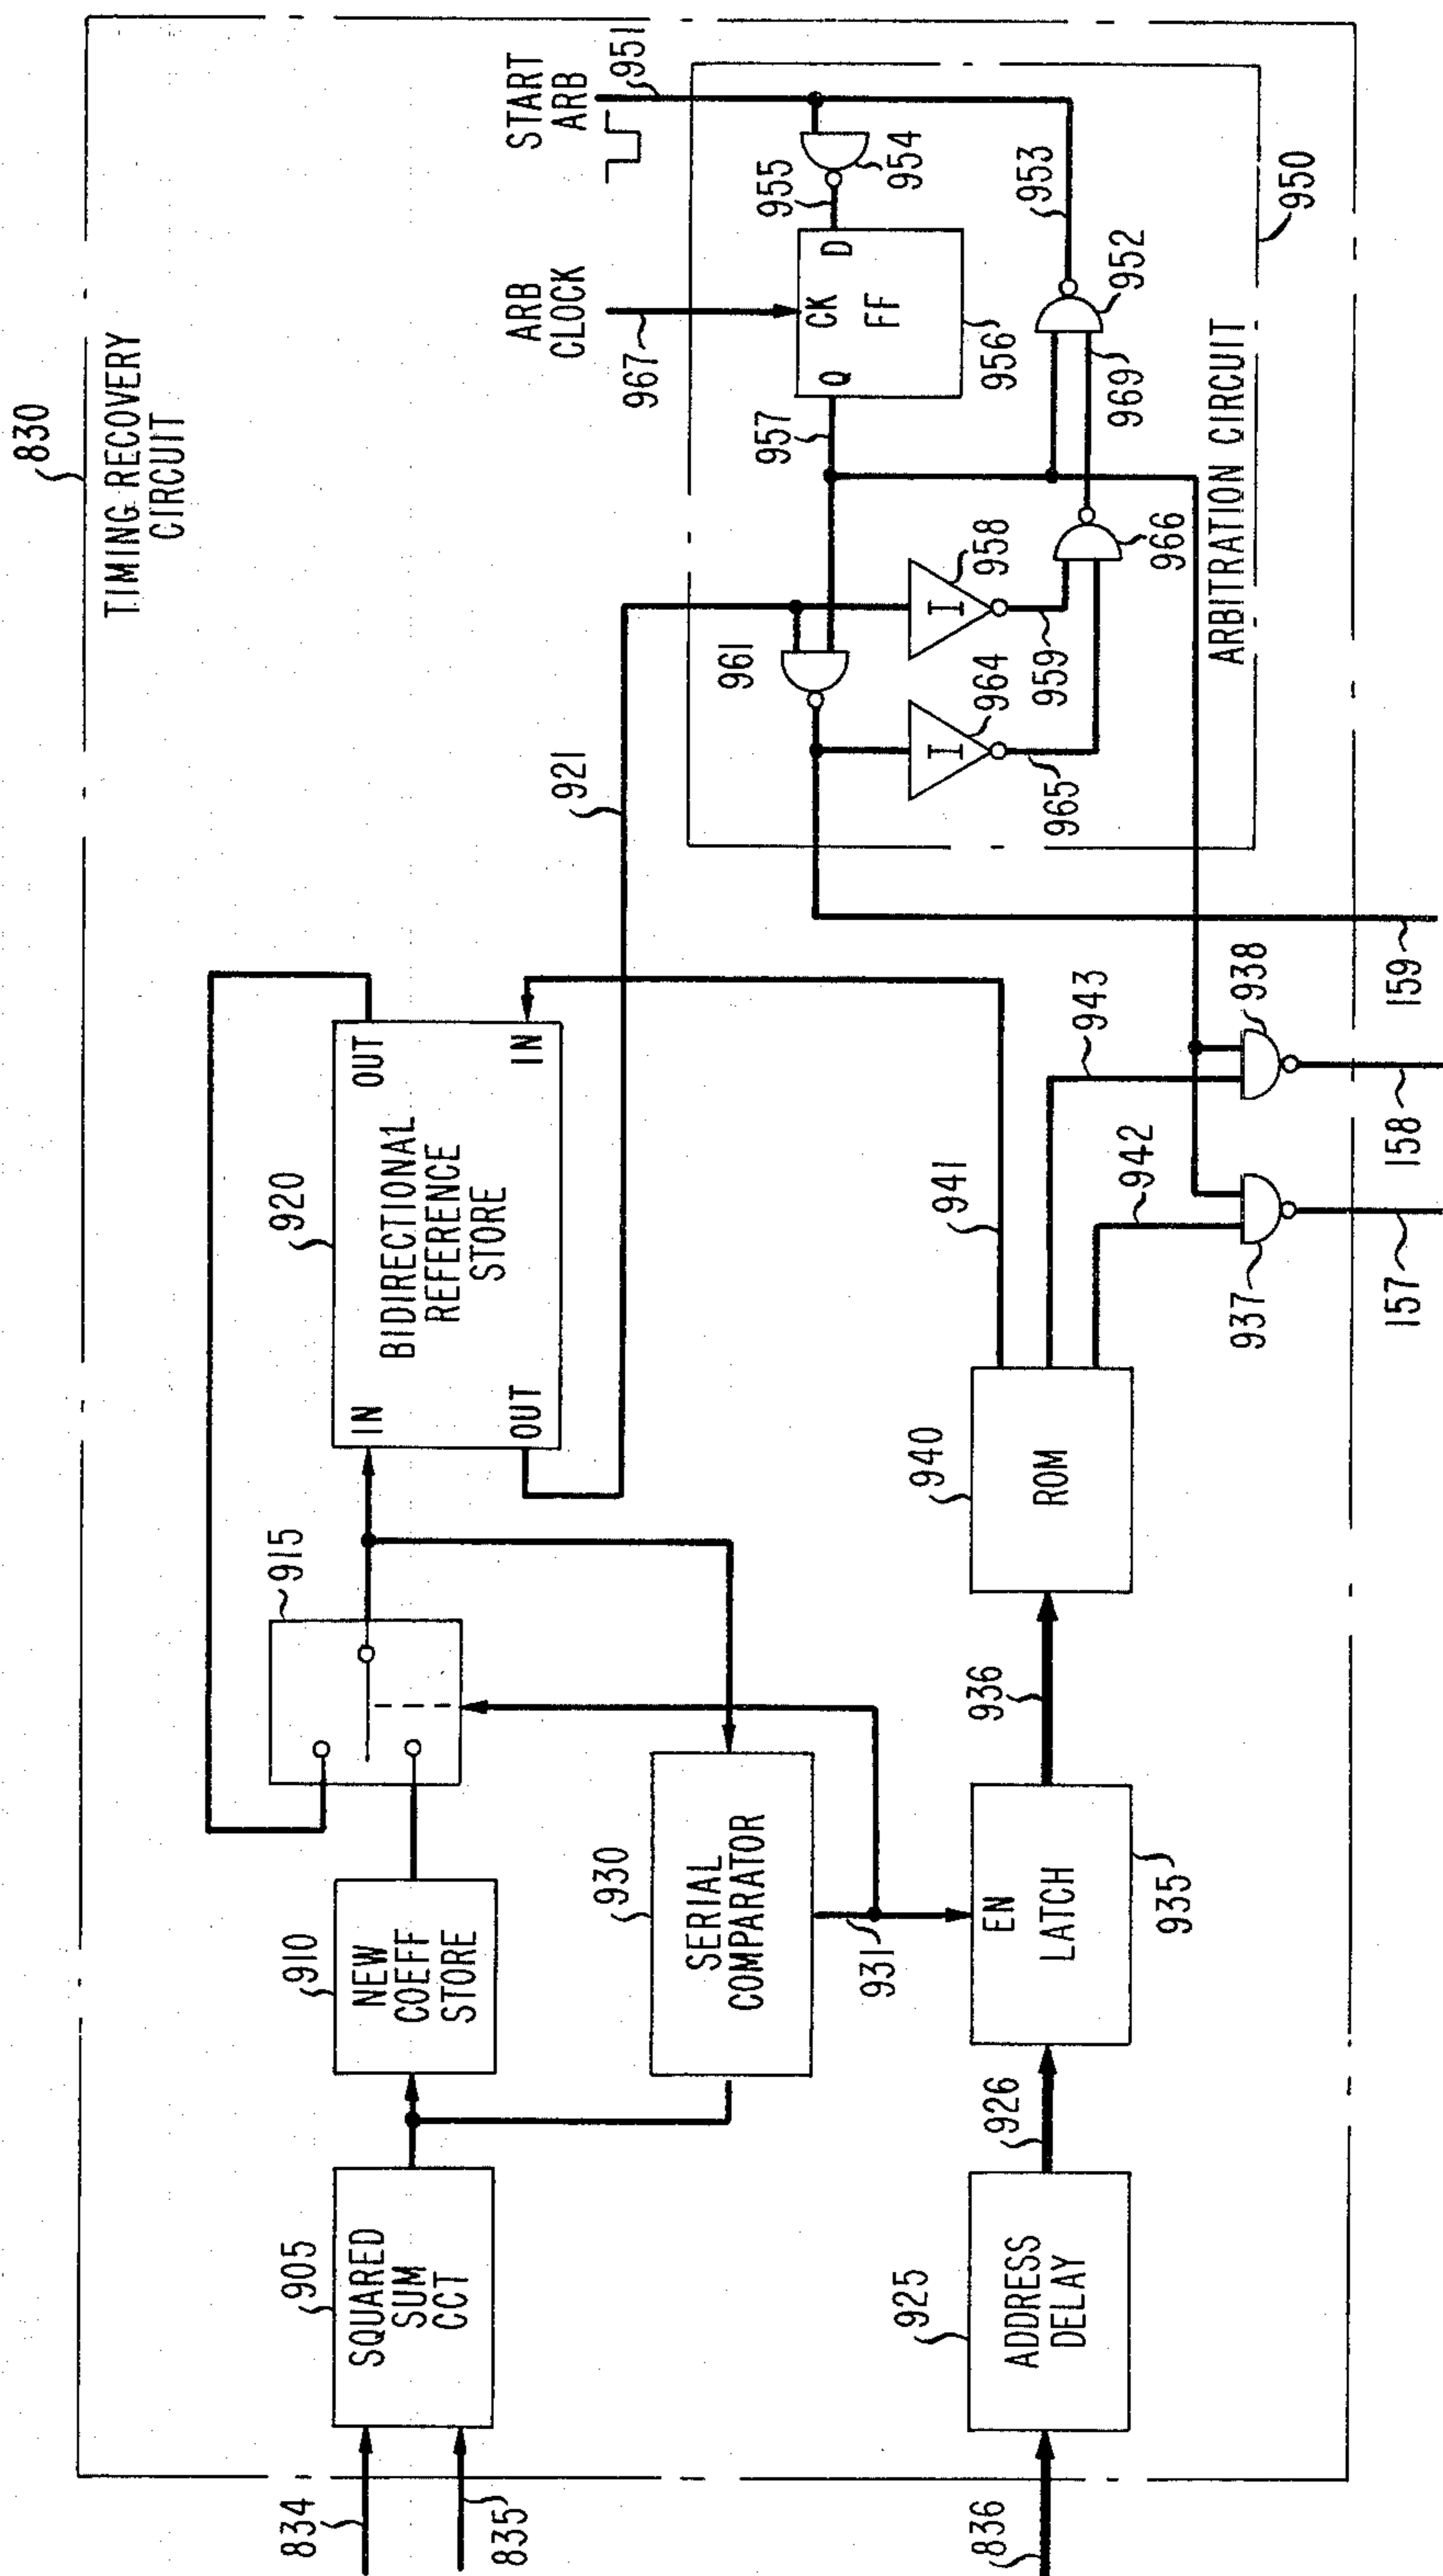 830
TIMING RECOVERY
CIRCUIT
834
835
905
SQUARED
SUM
CCT
910
NEW
COEFF
STORE
915
920
BIDIRECTIONAL
REFERENCE
STORE
IN
OUT
OUT
IN
921
930
SERIAL
COMPARATOR
931
836
925
ADDRESS
DELAY
926
EN
LATCH
935
936
940
ROM
941
942
943
937
938
157
158
159
START
ARB
951
ARB
CLOCK
967
Q
CK
D
FF
956
957
955
954
953
952
969
966
961
958
959
964
965
ARBITRATION CIRCUIT
950
I
I